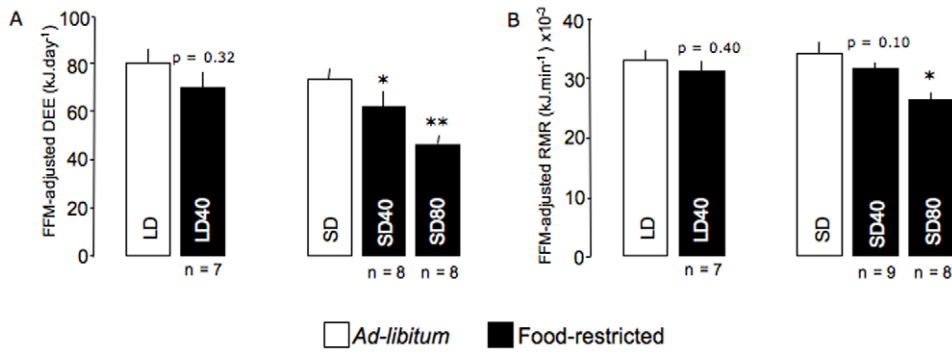 A
FFM-adjusted DEE (kJ.day⁻¹)
100
80
60
40
20
0
p = 0.32
*
**
LD
LD40
SD
SD40
SD80
n = 7
n = 8
n = 8
B
FFM-adjusted RMR (kJ.min⁻¹) x10⁻³
40
30
20
10
0
p = 0.40
p = 0.10
*
LD
LD40
SD
SD40
SD80
n = 7
n = 9
n = 8
Ad-libitum
Food-restricted